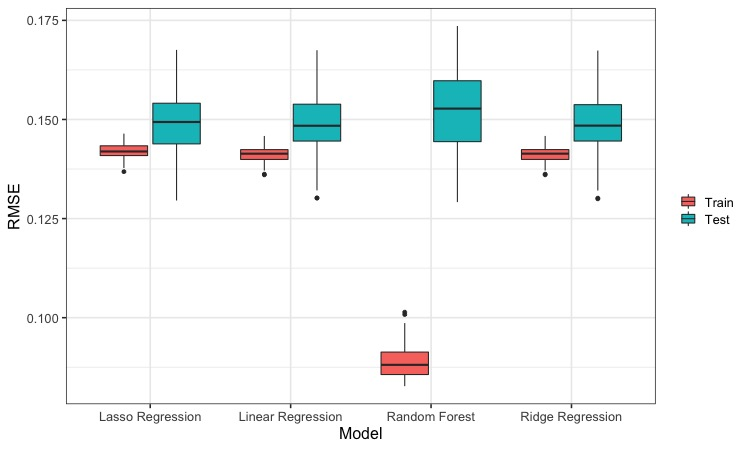 0.175
0.150
0.125
0.100
RMSE
Lasso Regression
Linear Regression
Random Forest
Ridge Regression
Model
Train
Test